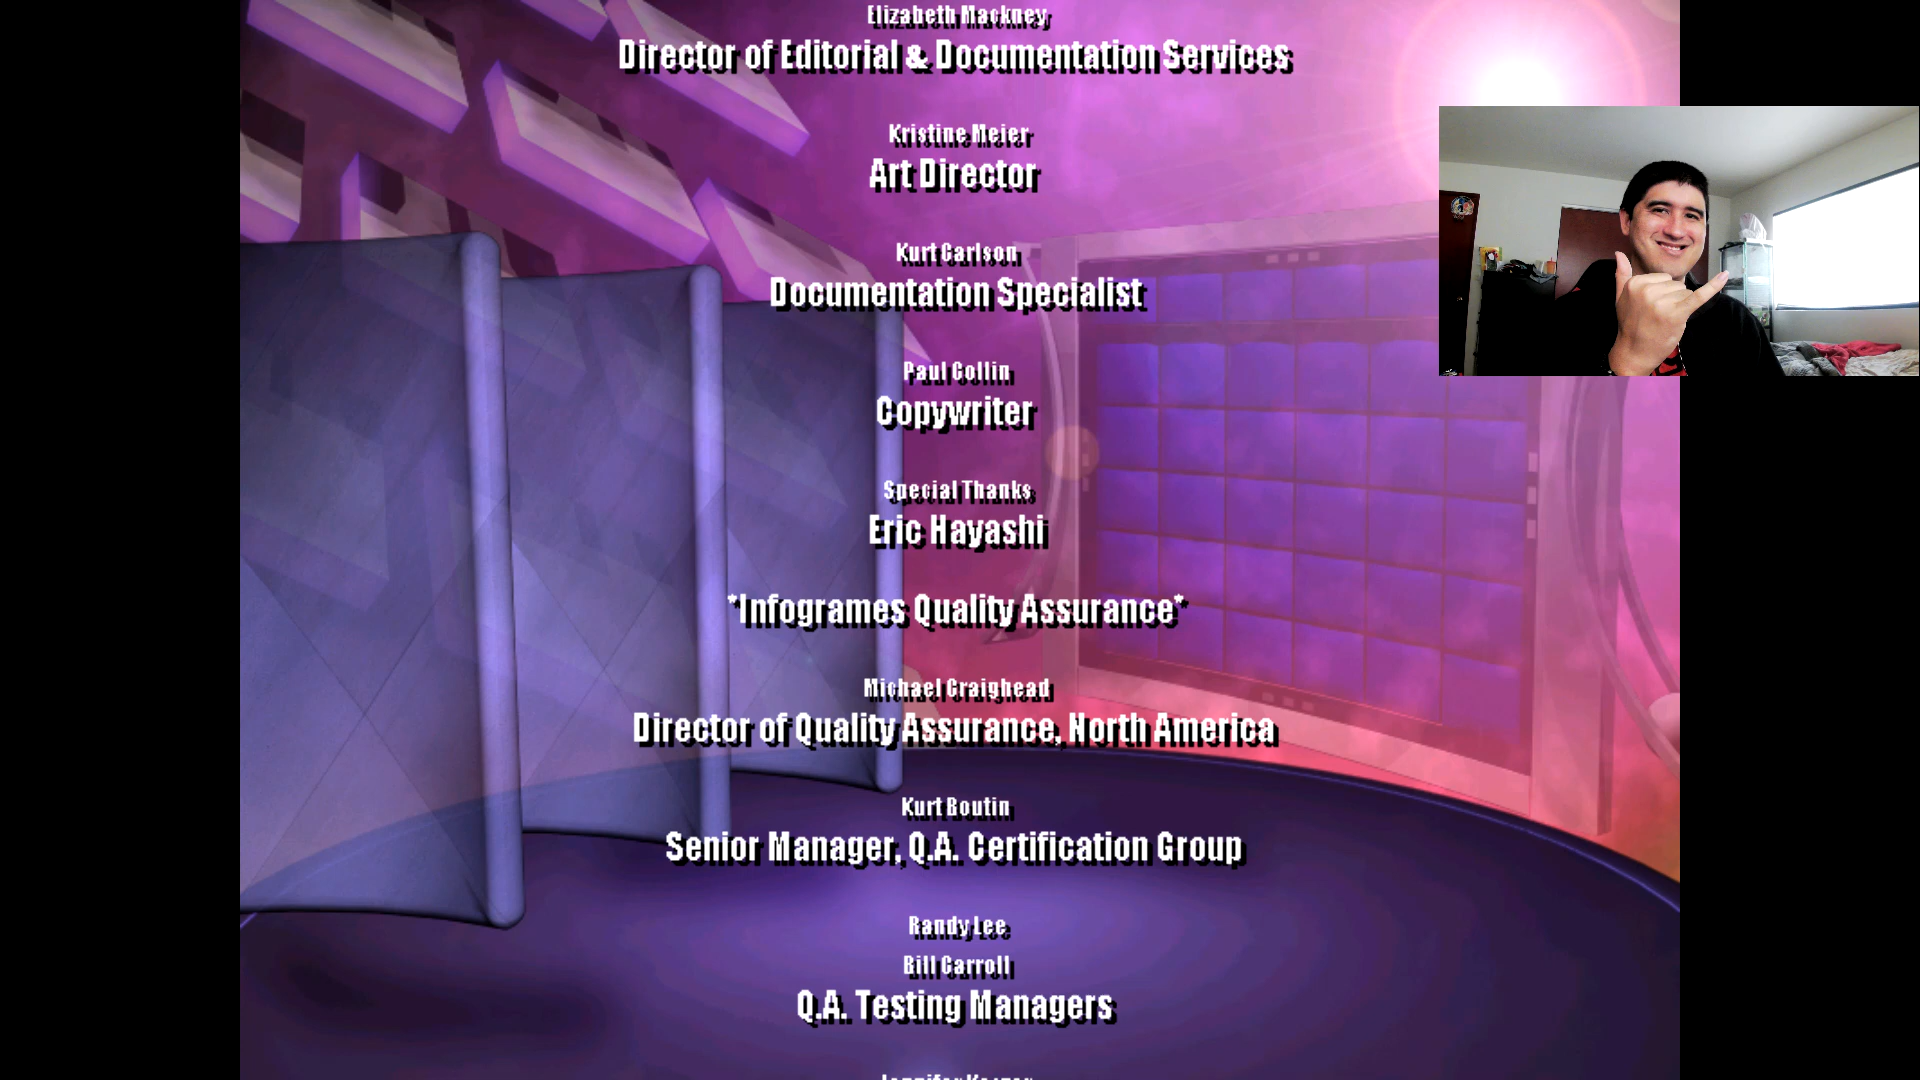 Elizabeth Mackney
Director of Editorial & Documentation Services
Kristine Meier
Art Director
Kurt Carlson
Documentation Specialist
Paul Collin
Copywriter
Special Thanks
Eric Hayashi
*Infogrames Quality Assurance*
Michael Craighead
Director of Quality Assurance, North America
Kurt Boutin
Senior Manager, Q.A. Certification Group
Randy Lee
Bill Carroll
Q.A. Testing Managers